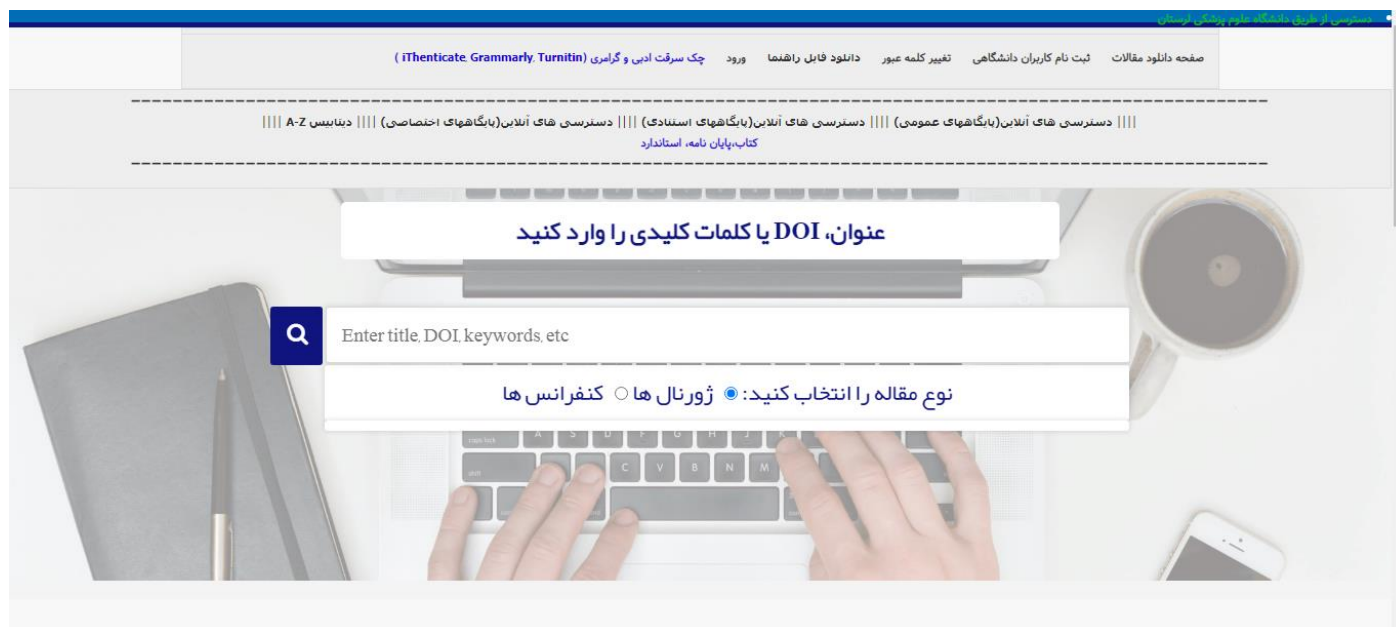 دسترسی از طریق دانشگاه علوم پزشکی لرستان
صفحه دانلود مقالات ثبت نام کاربران دانشگاهی تغییر کلمه عبور دانلود فایل راهنما ورود چک سرقت ادبی و گرامری (iThenticate, Grammarly, Turnitin )
|||| دسترسی های آنلاین(پایگاههای عمومی) |||| دسترسی های آنلاین(پایگاههای استنادی) |||| دسترسی های آنلاین(پایگاههای اختصاصی) |||| دیتابیس A-Z ||||
کتاب،پایان نامه، استاندارد
عنوان، DOI یا کلمات کلیدی را وارد کنید
Enter title, DOI, keywords, etc
نوع مقاله را انتخاب کنید: ژورنال ها کنفرانس ها
caps lock A S D F G H J K
C V B N M